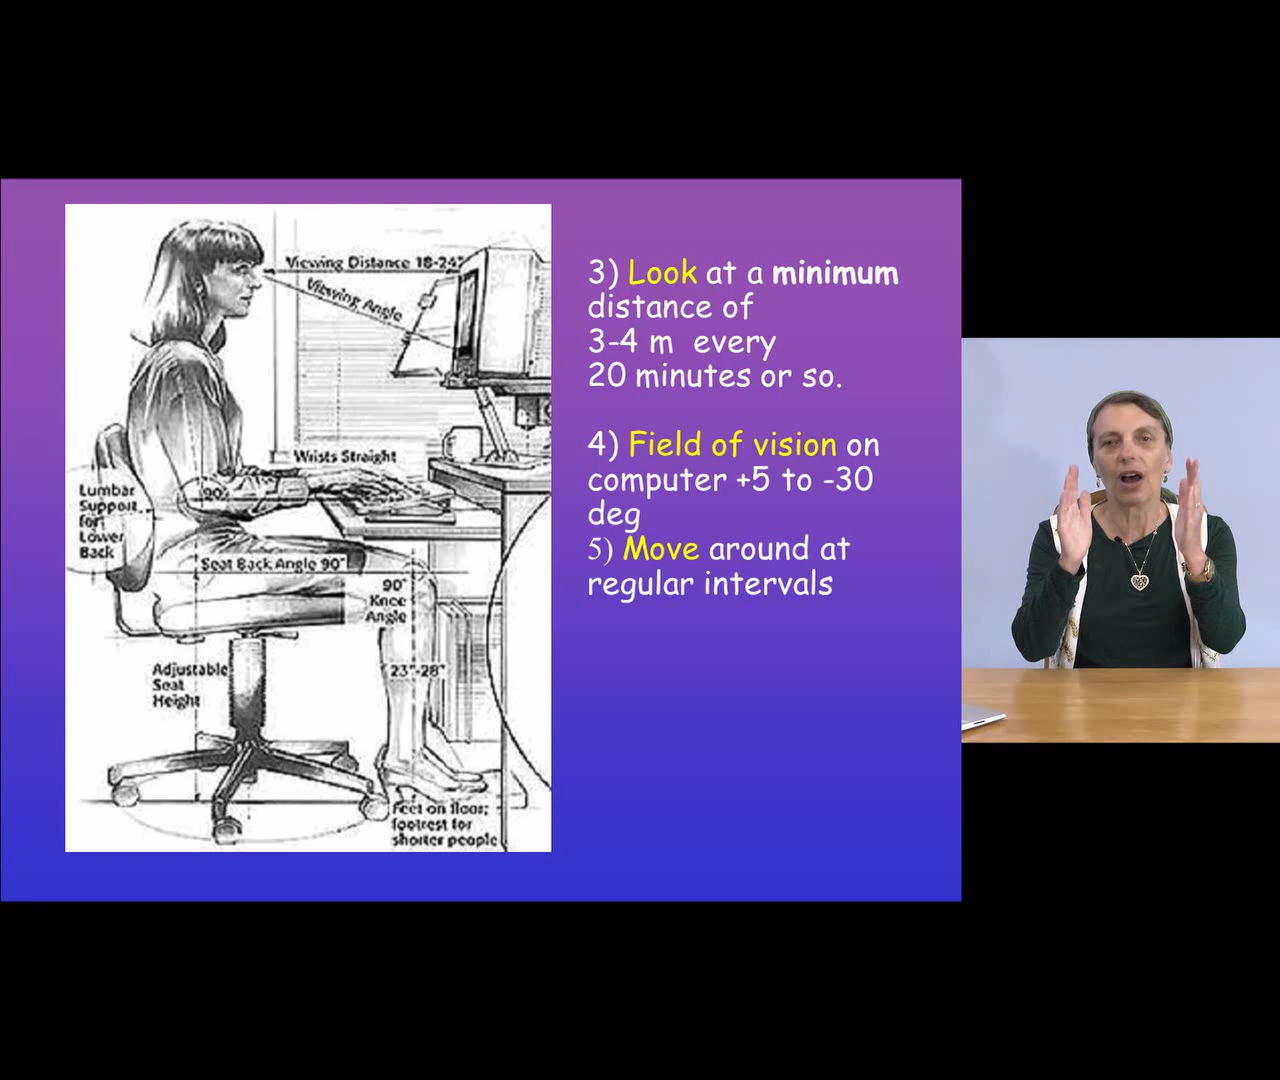 Viewing Distance 18-24"
Viewing Angle
Wrists Straight
90°
Lumbar
Support
for
Lower
Back
Seat Back Angle 90°
90°
Knee
Angle
Adjustable
Seat
Height
23"-28"
Feet on floor;
footrest for
shorter people
3) Look at a minimum
distance of
3-4 m every
20 minutes or so.
4) Field of vision on
computer +5 to -30
deg
5) Move around at
regular intervals